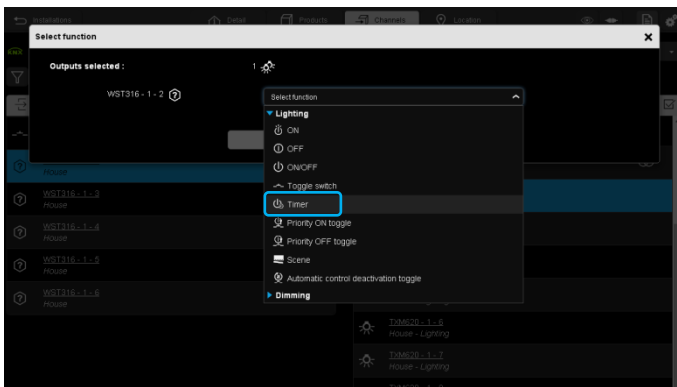 Installations Detail Products Channels Location
Select function
KNX
Outputs selected : 1
WST316 - 1 - 2
Select function
Lighting
ON
OFF
ON/OFF
Toggle switch
Timer
Priority ON toggle
Priority OFF toggle
Scene
Automatic control deactivation toggle
Dimming
House
WST316 - 1 - 3
House
WST316 - 1 - 4
House
WST316 - 1 - 5
House
WST316 - 1 - 6
House
TXM620 - 1 - 6
House - Lighting
TXM620 - 1 - 7
House - Lighting